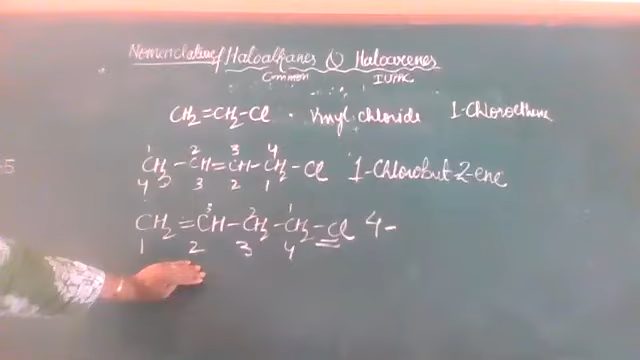 Nomenclature of Haloalkanes & Haloarenes
Common IUPAC
CH2=CH-Cl . Vinyl chloride 1-Chloroethene
1 2 3 4
CH3-CH=CH-CH2-Cl 1-Chlorobut-2-ene
4 3 2 1
3 2 1
CH2=CH-CH2-CH2-Cl 4-
1 2 3 4